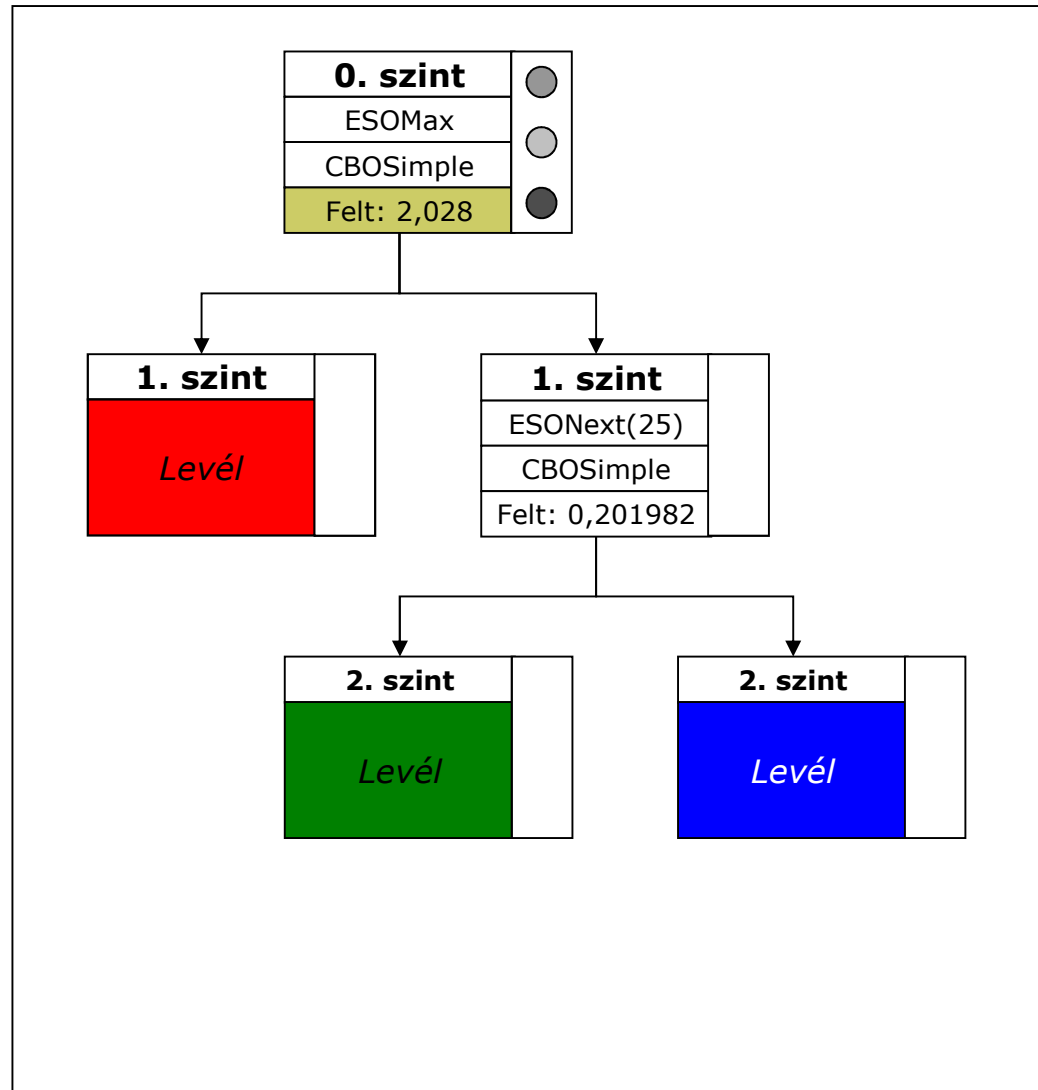 0. szint
ESOMax
CBOSimple
Felt: 2,028
1. szint
Levél
1. szint
ESONext(25)
CBOSimple
Felt: 0,201982
2. szint
Levél
2. szint
Levél